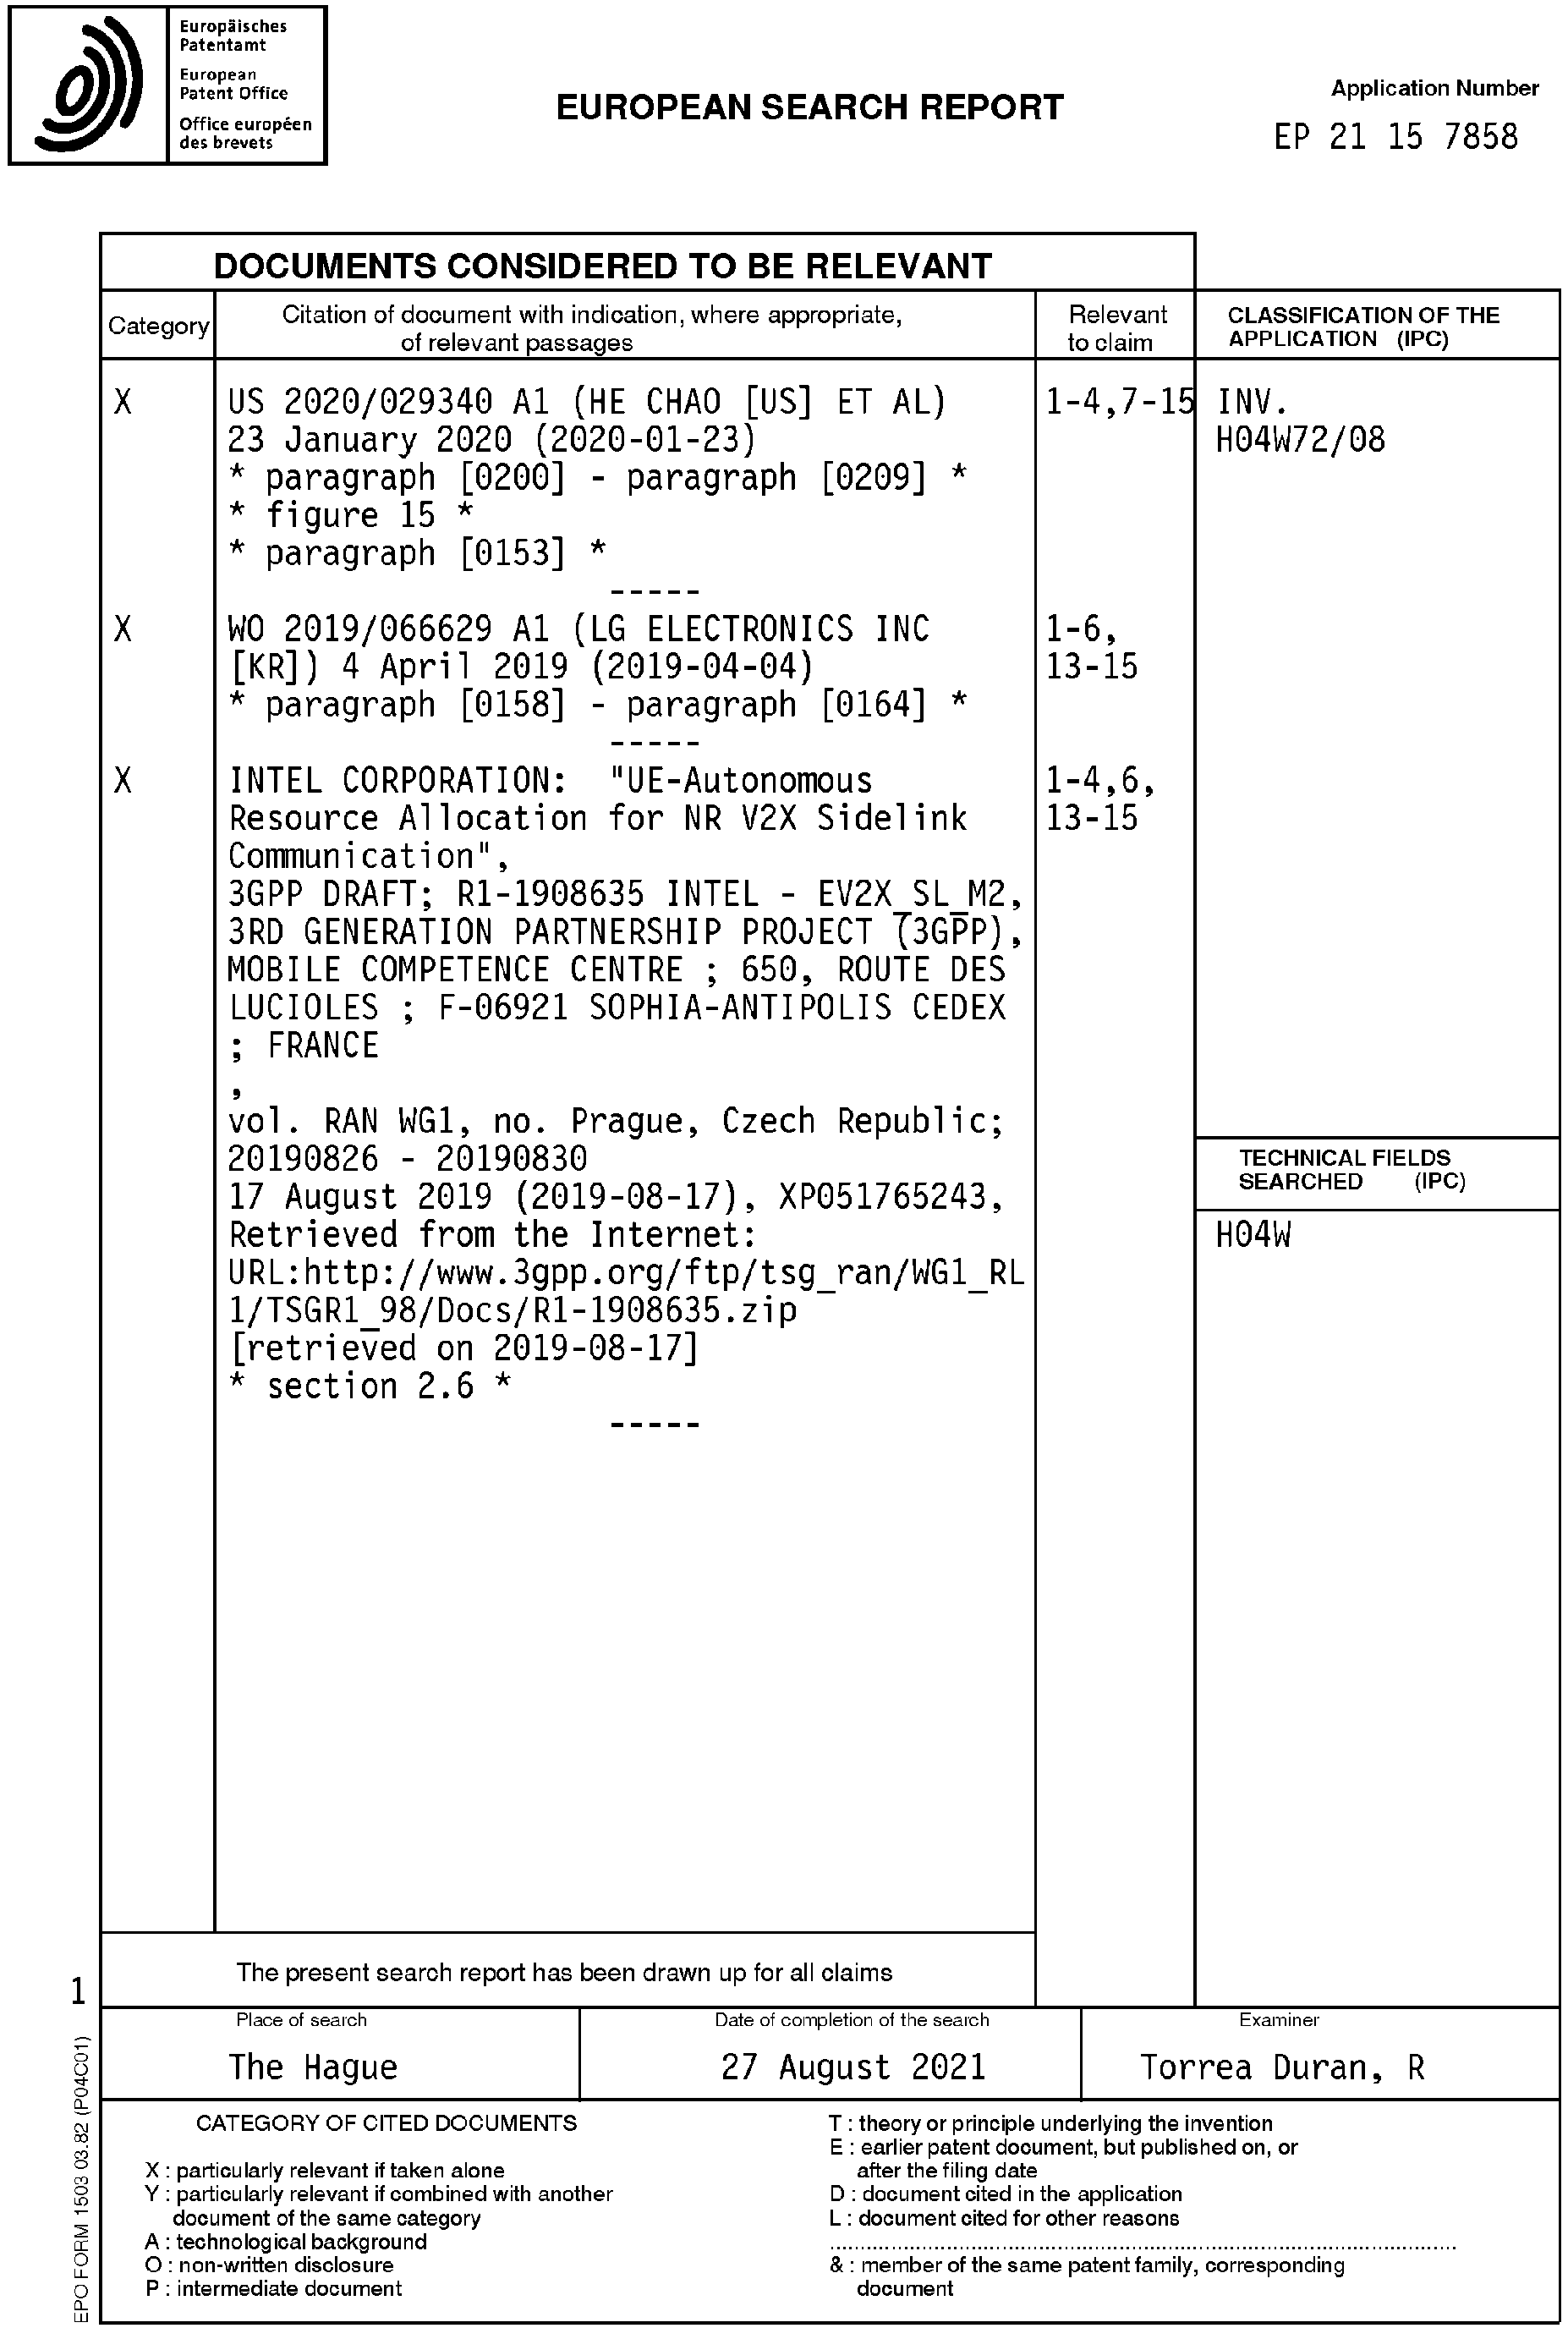 Europäisches
Patentamt
European
Patent Office
Office européen
des brevets
EUROPEAN SEARCH REPORT
Application Number
EP 21 15 7858
DOCUMENTS CONSIDERED TO BE RELEVANT
Category
Citation of document with indication, where appropriate,
of relevant passages
Relevant
to claim
CLASSIFICATION OF THE
APPLICATION (IPC)
X
US 2020/029340 A1 (HE CHAO [US] ET AL)
23 January 2020 (2020-01-23)
* paragraph [0200] - paragraph [0209] *
* figure 15 *
* paragraph [0153] *
-----
1-4,7-15
INV.
H04W72/08
X
WO 2019/066629 A1 (LG ELECTRONICS INC
[KR]) 4 April 2019 (2019-04-04)
* paragraph [0158] - paragraph [0164] *
-----
1-6,
13-15
X
INTEL CORPORATION: "UE-Autonomous
Resource Allocation for NR V2X Sidelink
Communication",
3GPP DRAFT; R1-1908635 INTEL - EV2X_SL_M2,
3RD GENERATION PARTNERSHIP PROJECT (3GPP),
MOBILE COMPETENCE CENTRE ; 650, ROUTE DES
LUCIOLES ; F-06921 SOPHIA-ANTIPOLIS CEDEX
; FRANCE
,
vol. RAN WG1, no. Prague, Czech Republic;
20190826 - 20190830
17 August 2019 (2019-08-17), XP051765243,
Retrieved from the Internet:
URL:http://www.3gpp.org/ftp/tsg_ran/WG1_RL
1/TSGR1_98/Docs/R1-1908635.zip
[retrieved on 2019-08-17]
* section 2.6 *
-----
1-4,6,
13-15
TECHNICAL FIELDS
SEARCHED (IPC)
H04W
The present search report has been drawn up for all claims
1
Place of search
The Hague
Date of completion of the search
27 August 2021
Examiner
Torrea Duran, R
CATEGORY OF CITED DOCUMENTS
X : particularly relevant if taken alone
Y : particularly relevant if combined with another
document of the same category
A : technological background
O : non-written disclosure
P : intermediate document
T : theory or principle underlying the invention
E : earlier patent document, but published on, or
after the filing date
D : document cited in the application
L : document cited for other reasons
& : member of the same patent family, corresponding
document
EPO FORM 1503 03.82 (P04C01)